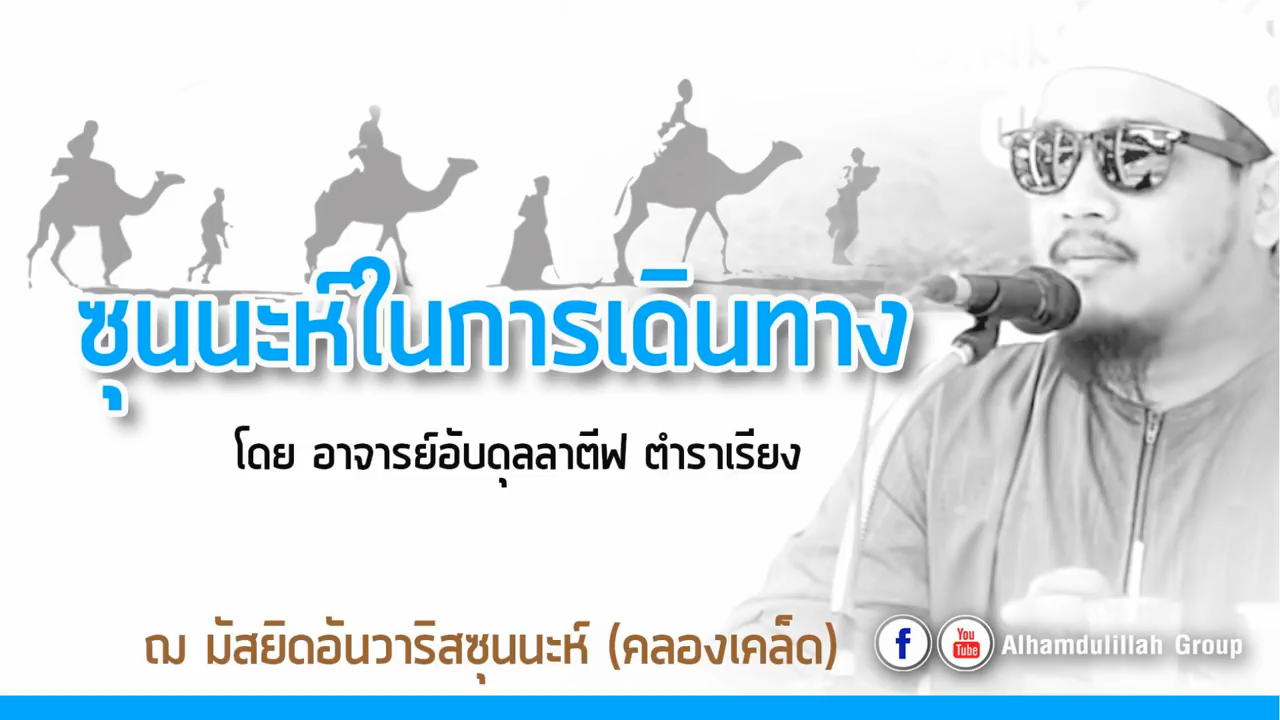 ซุนนะห์ในการเดินทาง
โดย อาจารย์อับดุลลาตีฟ ตำราเรียง
ณ มัสยิดอันวาริสซุนนะห์ (คลองเคล็ด)
f
You
Tube
Alhamdulillah Group